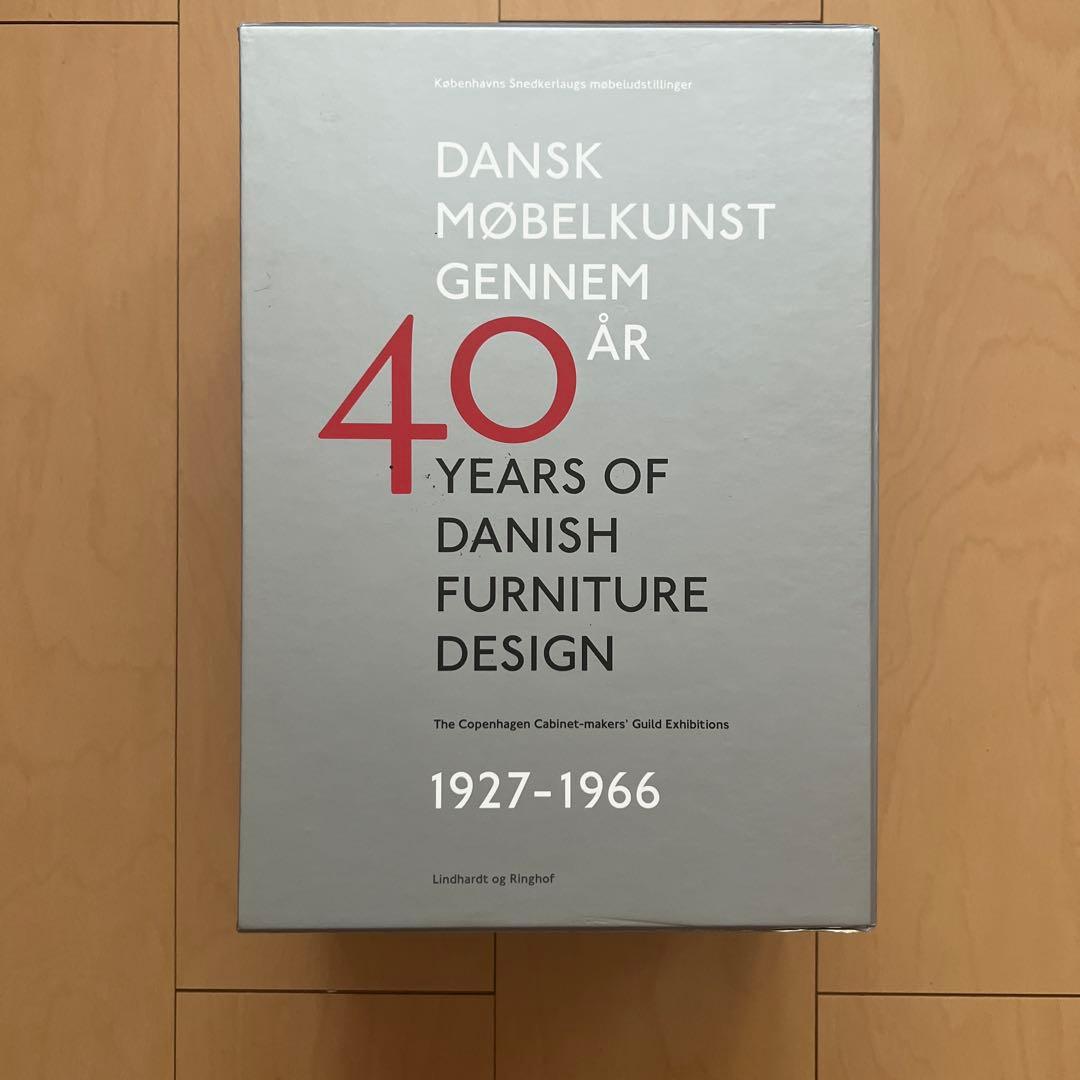 Københavns Snedkerlaugs møbeludstillinger
DANSK
MØBELKUNST
GENNEM
40 ÅR
YEARS OF
DANISH
FURNITURE
DESIGN
The Copenhagen Cabinet-makers' Guild Exhibitions
1927-1966
Lindhardt og Ringhof